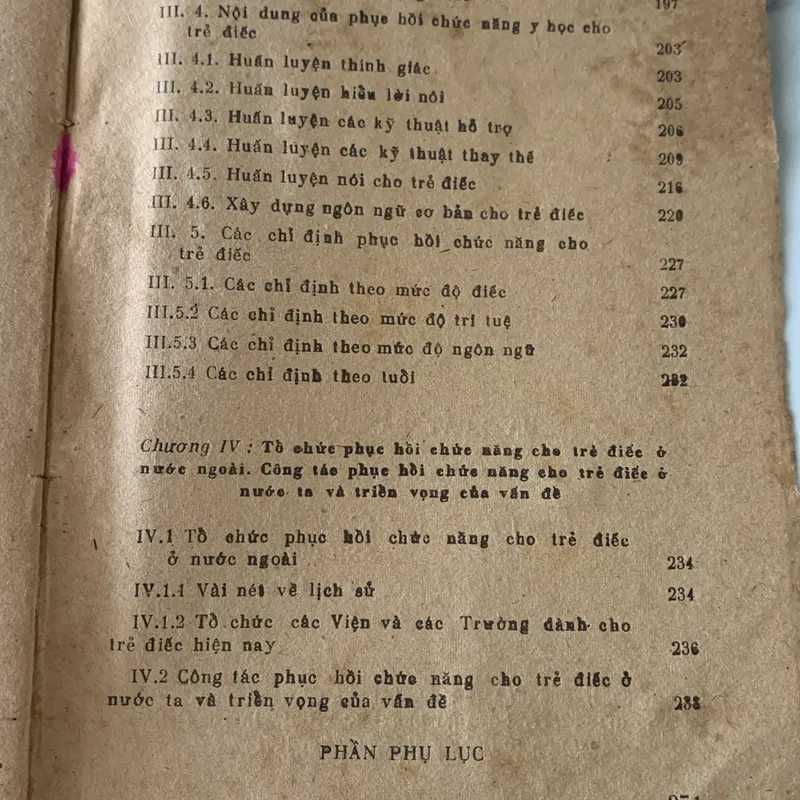 197
III. 4. Nội dung của phục hồi chức năng y học cho
trẻ điếc 203
III. 4.1. Huấn luyện thính giác 203
III. 4.2. Huấn luyện hiểu lời nói 205
III. 4.3. Huấn luyện các kỹ thuật hỗ trợ 206
III. 4.4. Huấn luyện các kỹ thuật thay thế 209
III. 4.5. Huấn luyện nói cho trẻ điếc 216
III. 4.6. Xây dựng ngôn ngữ cơ bản cho trẻ điếc 220
III. 5. Các chỉ định phục hồi chức năng cho
trẻ điếc 227
III. 5.1. Các chỉ định theo mức độ điếc 227
III.5.2 Các chỉ định theo mức độ trí tuệ 230
III.5.3 Các chỉ định theo mức độ ngôn ngữ 232
III.5.4 Các chỉ định theo tuổi
Chương IV : Tổ chức phục hồi chức năng cho trẻ điếc ở
nước ngoài. Công tác phục hồi chức năng cho trẻ điếc ở
nước ta và triển vọng của vấn đề
IV.1 Tổ chức phục hồi chức năng cho trẻ điếc
ở nước ngoài 234
IV.1.1 Vài nét về lịch sử 234
IV.1.2 Tổ chức các Viện và các Trường dành cho
trẻ điếc hiện nay 236
IV.2 Công tác phục hồi chức năng cho trẻ điếc ở
nước ta và triển vọng của vấn đề
PHẦN PHỤ LỤC